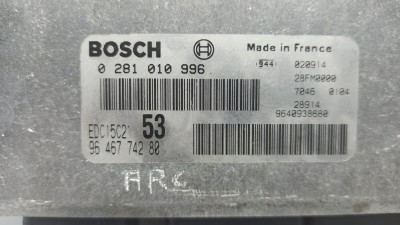 BOSCH
Made in France
0 281 010 996
944 020914
28FM0000
7046 0104
28914
9640938680
EDC15C2 53
96 467 742 80
ARC